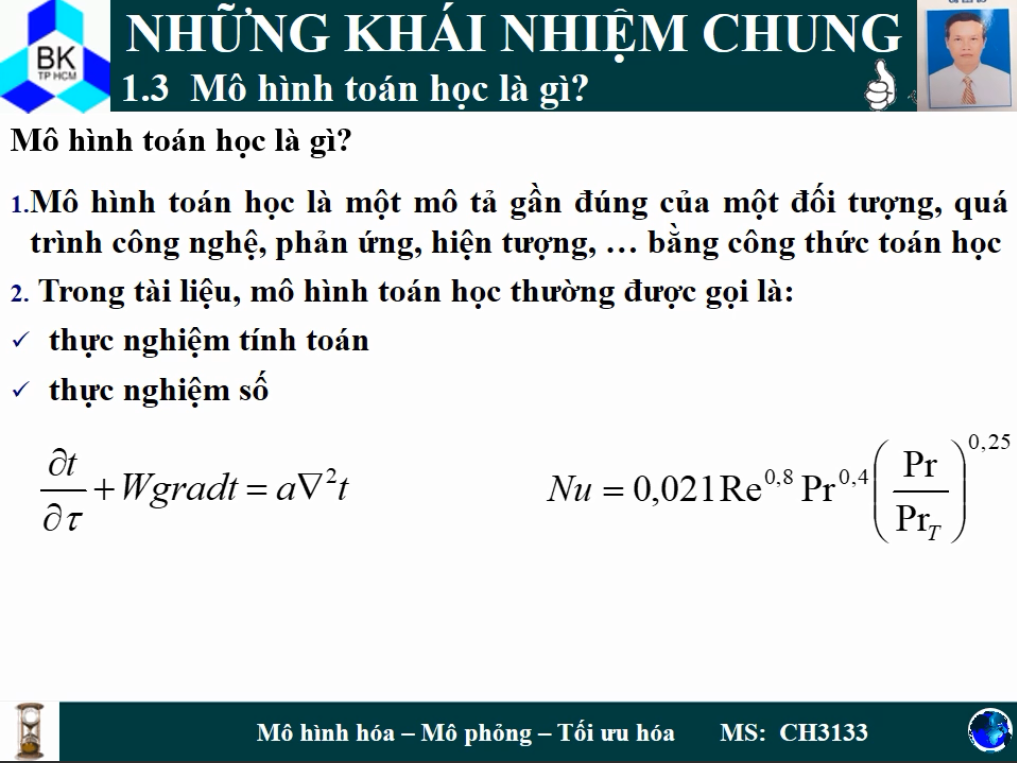 BK
TP HCM
NHỮNG KHÁI NHIỆM CHUNG
1.3 Mô hình toán học là gì?
Mô hình toán học là gì?
1.Mô hình toán học là một mô tả gần đúng của một đối tượng, quá
trình công nghệ, phản ứng, hiện tượng, … bằng công thức toán học
2. Trong tài liệu, mô hình toán học thường được gọi là:
✓ thực nghiệm tính toán
✓ thực nghiệm số
∂t/∂τ + Wgradt = a∇²t
Nu = 0,021Re^0,8 Pr^0,4 (Pr/Pr_T)^0,25
Mô hình hóa – Mô phỏng – Tối ưu hóa MS: CH3133